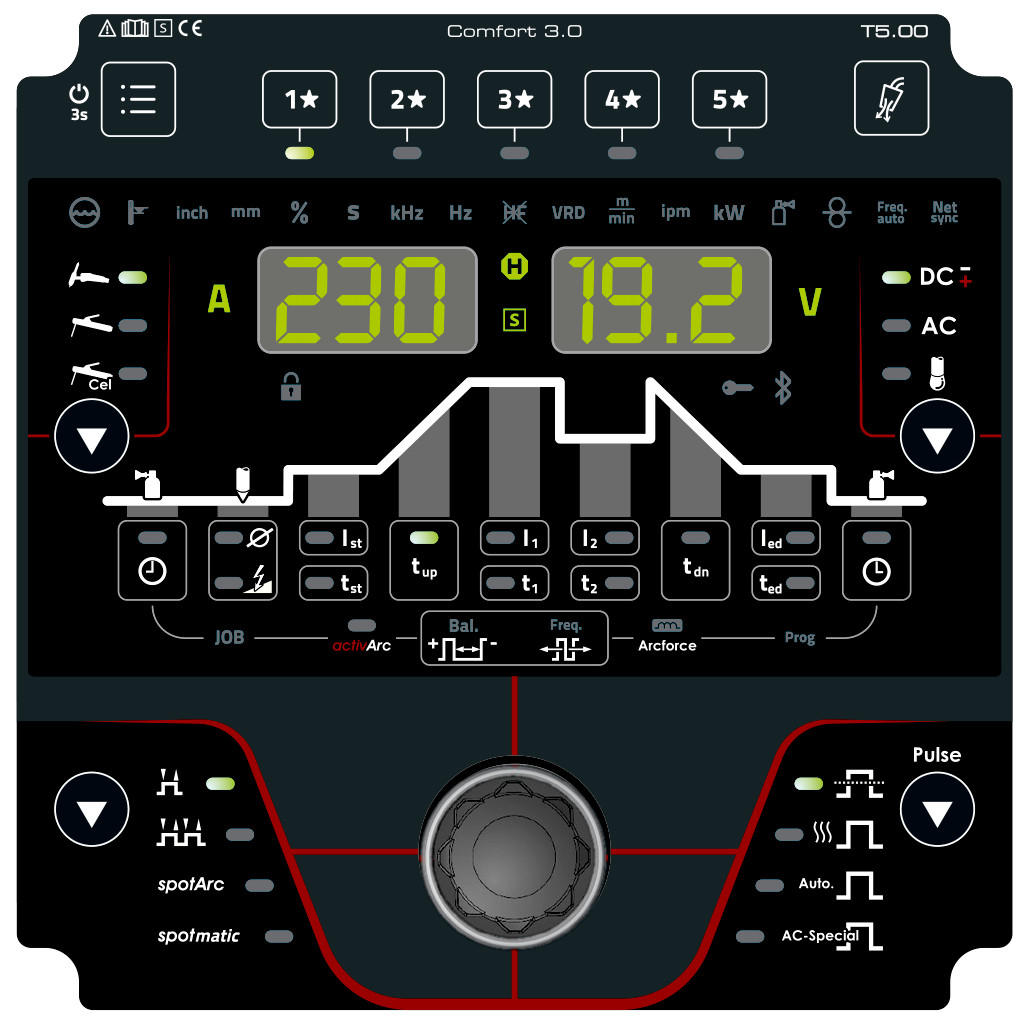 S CE Comfort 3.0 T5.00
3s 1★ 2★ 3★ 4★ 5★
inch mm % S kHz Hz VRD m/min ipm kW Freq. auto Net sync
A 230 H S 19.2 V
DC - +
AC
Cel
Ist I1 I2 Ied
tup tdn
tst t1 t2 ted
JOB activArc Bal. Freq. Arcforce Prog
+ -
Pulse
spotArc Auto.
spotmatic AC-Special